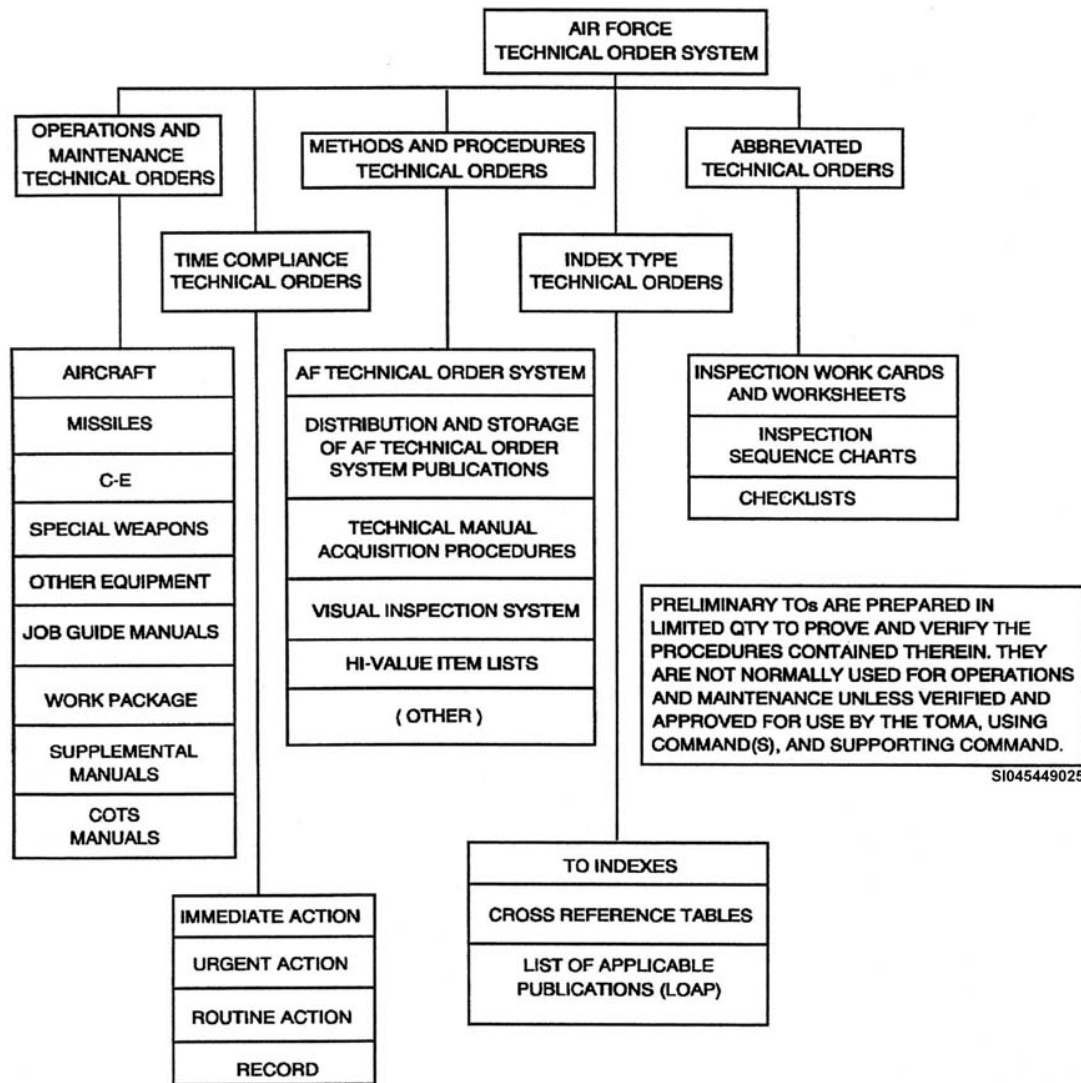 AIR FORCE
TECHNICAL ORDER SYSTEM
OPERATIONS AND
MAINTENANCE
TECHNICAL ORDERS
METHODS AND PROCEDURES
TECHNICAL ORDERS
ABBREVIATED
TECHNICAL ORDERS
TIME COMPLIANCE
TECHNICAL ORDERS
INDEX TYPE
TECHNICAL ORDERS
AIRCRAFT
MISSILES
C-E
SPECIAL WEAPONS
OTHER EQUIPMENT
JOB GUIDE MANUALS
WORK PACKAGE
SUPPLEMENTAL
MANUALS
COTS
MANUALS
AF TECHNICAL ORDER SYSTEM
DISTRIBUTION AND STORAGE
OF AF TECHNICAL ORDER
SYSTEM PUBLICATIONS
TECHNICAL MANUAL
ACQUISITION PROCEDURES
VISUAL INSPECTION SYSTEM
HI-VALUE ITEM LISTS
( OTHER )
INSPECTION WORK CARDS
AND WORKSHEETS
INSPECTION
SEQUENCE CHARTS
CHECKLISTS
PRELIMINARY TOs ARE PREPARED IN
LIMITED QTY TO PROVE AND VERIFY THE
PROCEDURES CONTAINED THEREIN. THEY
ARE NOT NORMALLY USED FOR OPERATIONS
AND MAINTENANCE UNLESS VERIFIED AND
APPROVED FOR USE BY THE TOMA, USING
COMMAND(S), AND SUPPORTING COMMAND.
SI045449025
IMMEDIATE ACTION
URGENT ACTION
ROUTINE ACTION
RECORD
TO INDEXES
CROSS REFERENCE TABLES
LIST OF APPLICABLE
PUBLICATIONS (LOAP)